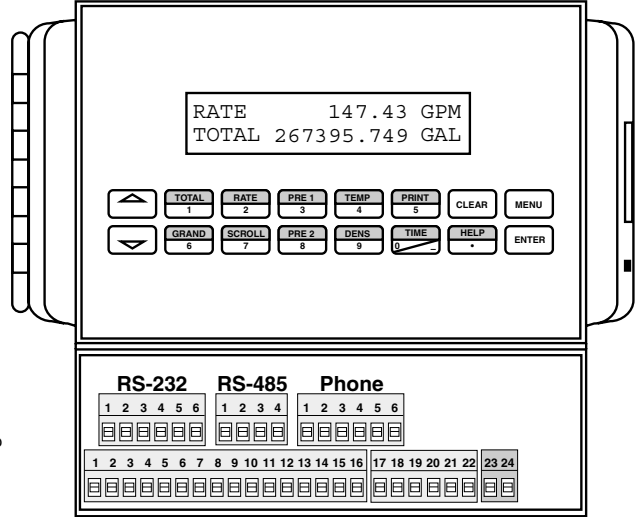 RATE 147.43 GPM
TOTAL 267395.749 GAL
TOTAL RATE PRE 1 TEMP PRINT CLEAR MENU
1 2 3 4 5
GRAND SCROLL PRE 2 DENS TIME HELP ENTER
6 7 8 9 0 – •
RS-232 RS-485 Phone
1 2 3 4 5 6 1 2 3 4 1 2 3 4 5 6
1 2 3 4 5 6 7 8 9 10 11 12 13 14 15 16 17 18 19 20 21 22 23 24